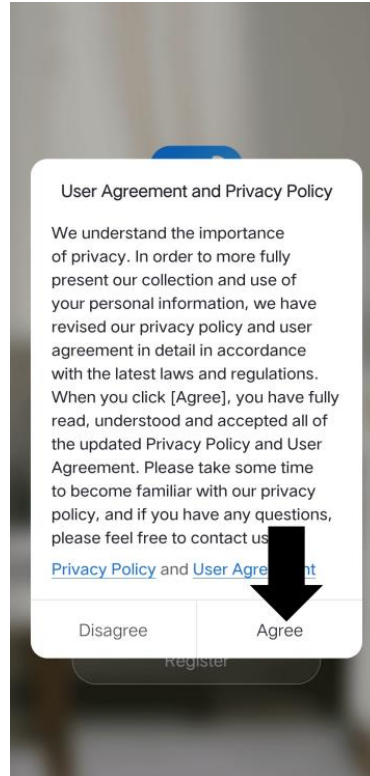 User Agreement and Privacy Policy
We understand the importance
of privacy. In order to more fully
present our collection and use of
your personal information, we have
revised our privacy policy and user
agreement in detail in accordance
with the latest laws and regulations.
When you click [Agree], you have fully
read, understood and accepted all of
the updated Privacy Policy and User
Agreement. Please take some time
to become familiar with our privacy
policy, and if you have any questions,
please feel free to contact us
Privacy Policy and User
Disagree
Agree
Register